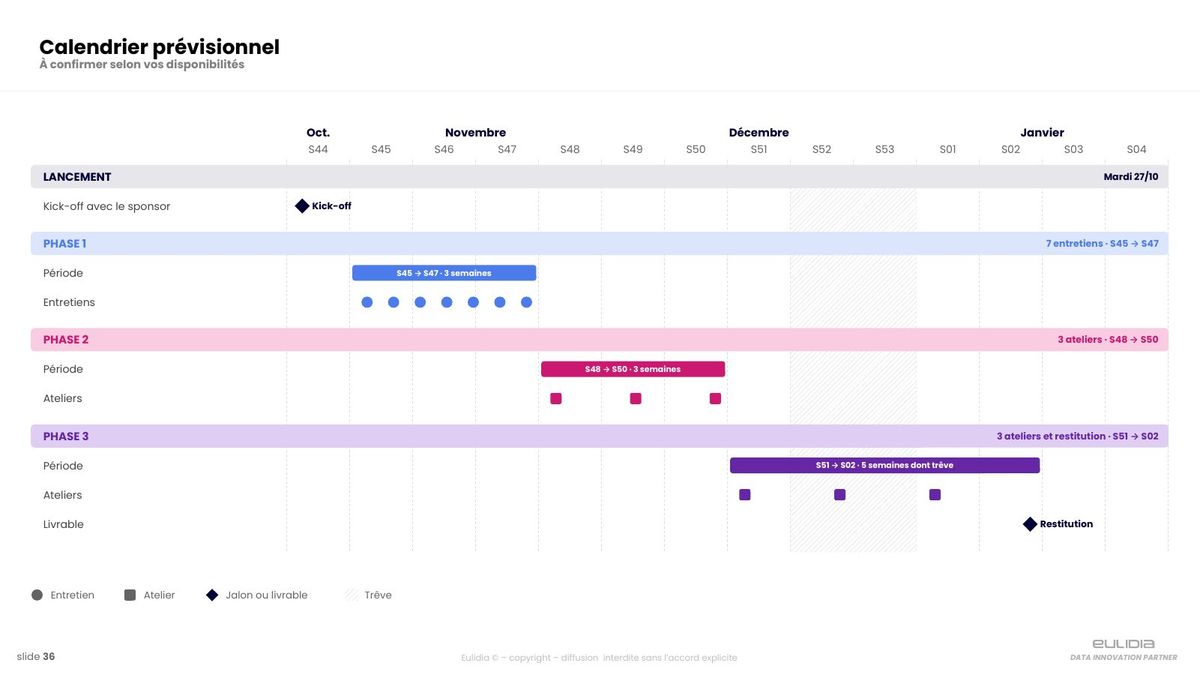 Calendrier prévisionnel
À confirmer selon vos disponibilités
Oct. Novembre Décembre Janvier
S44 S45 S46 S47 S48 S49 S50 S51 S52 S53 S01 S02 S03 S04
LANCEMENT Mardi 27/10
Kick-off avec le sponsor Kick-off
PHASE 1 7 entretiens · S45 → S47
Période S45 → S47 · 3 semaines
Entretiens
PHASE 2 3 ateliers · S48 → S50
Période S48 → S50 · 3 semaines
Ateliers
PHASE 3 3 ateliers et restitution · S51 → S02
Période S51 → S02 · 5 semaines dont trêve
Ateliers
Livrable Restitution
Entretien Atelier Jalon ou livrable Trêve
slide 36
Eulidia © – copyright – diffusion interdite sans l'accord explicite
EULIDIA
DATA INNOVATION PARTNER